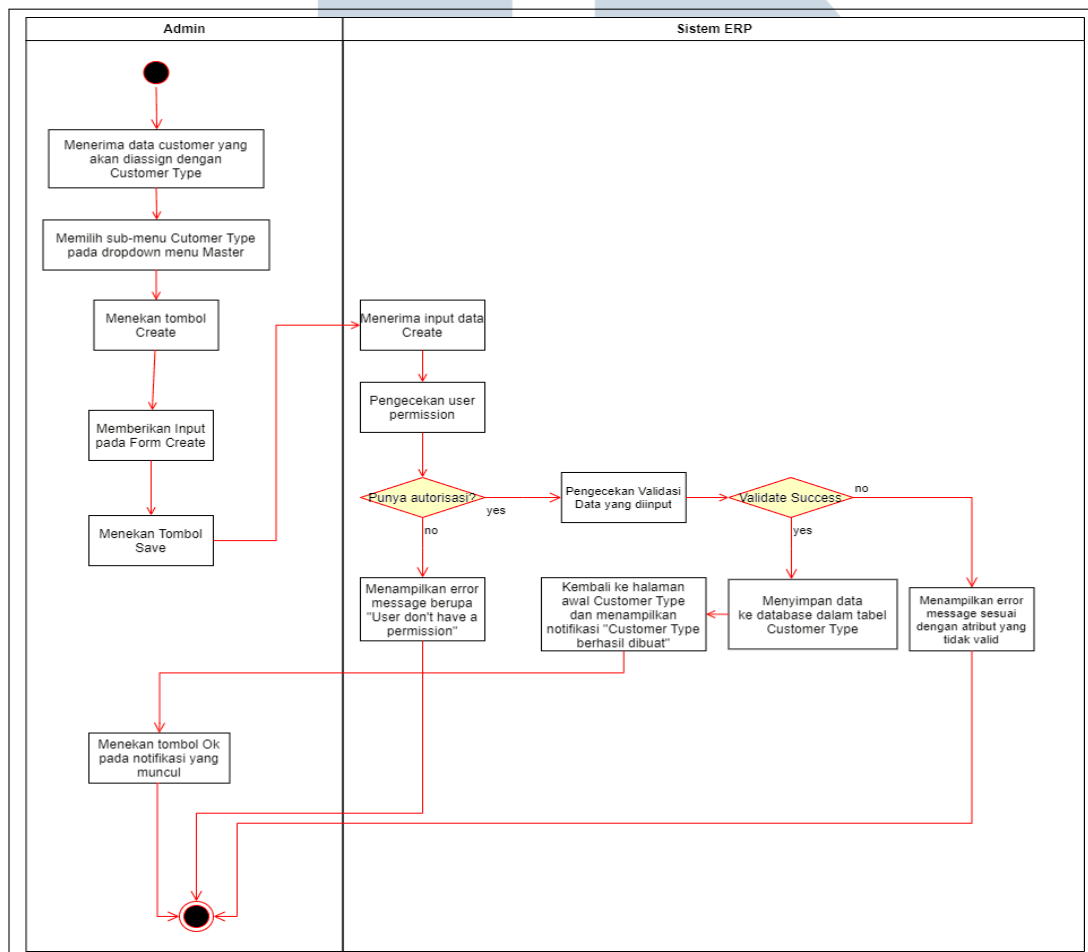 Admin
Sistem ERP
Menerima data customer yang
akan diassign dengan
Customer Type
Memilih sub-menu Cutomer Type
pada dropdown menu Master
Menekan tombol
Create
Memberikan Input
pada Form Create
Menekan Tombol
Save
Menerima input data
Create
Pengecekan user
permission
Punya autorisasi?
yes
no
Pengecekan Validasi
Data yang diinput
Validate Success
no
yes
Menampilkan error
message berupa
"User don't have a
permission"
Kembali ke halaman
awal Customer Type
dan menampilkan
notifikasi "Customer Type
berhasil dibuat"
Menyimpan data
ke database dalam tabel
Customer Type
Menampilkan error
message sesuai
dengan atribut yang
tidak valid
Menekan tombol Ok
pada notifikasi yang
muncul